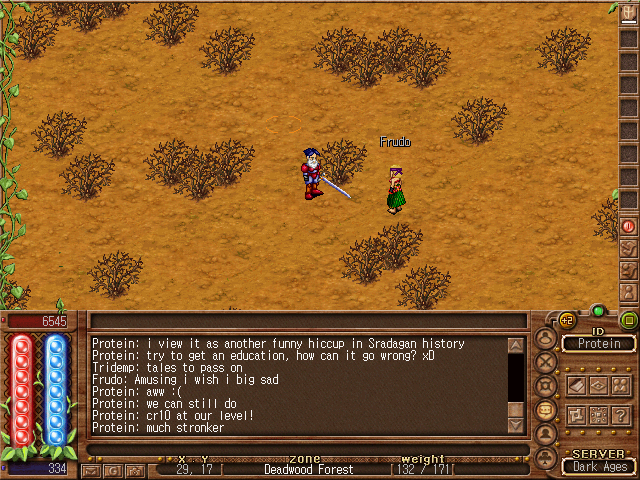 Frudo
6545
+2
ID
Protein
Protein: i view it as another funny hiccup in Sradagan history
Protein: try to get an education, how can it go wrong? xD
Tridemp: tales to pass on
Frudo: Amusing i wish i big sad
Protein: aww :(
Protein: we can still do
Protein: cr10 at our level!
Protein: much stronker
?
x Y zone weight
334 G 29, 17 [ Deadwood Forest [132 / 171[
SERVER
Dark Ages